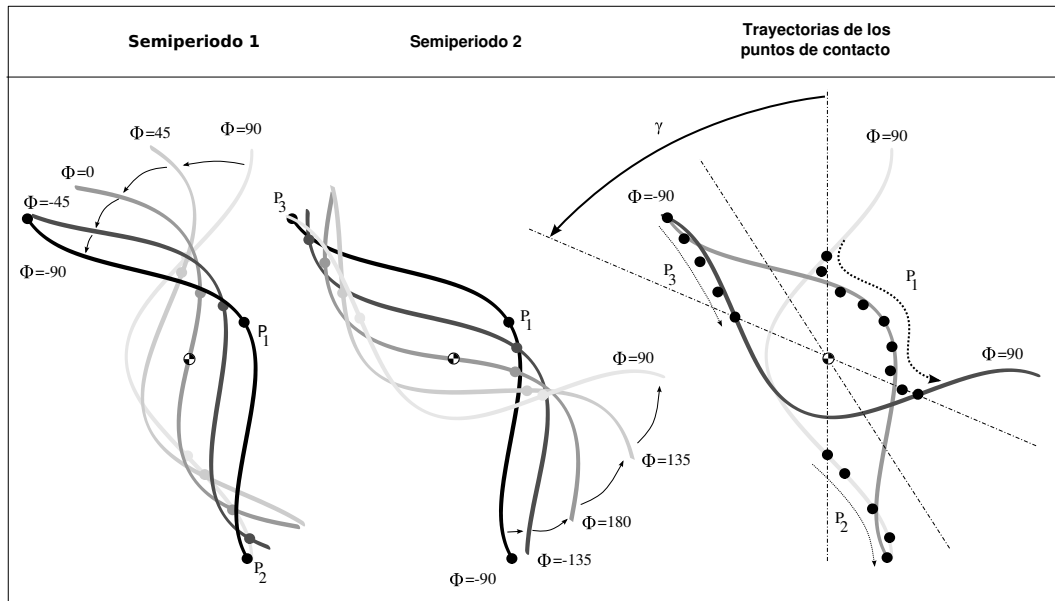 Semiperiodo 1
Semiperiodo 2
Trayectorias de los
puntos de contacto
Φ=45
Φ=90
Φ=0
Φ=-45
Φ=-90
P1
P2
P3
P1
Φ=90
Φ=135
Φ=180
Φ=-135
Φ=-90
γ
Φ=90
Φ=-90
P3
P1
Φ=90
P2